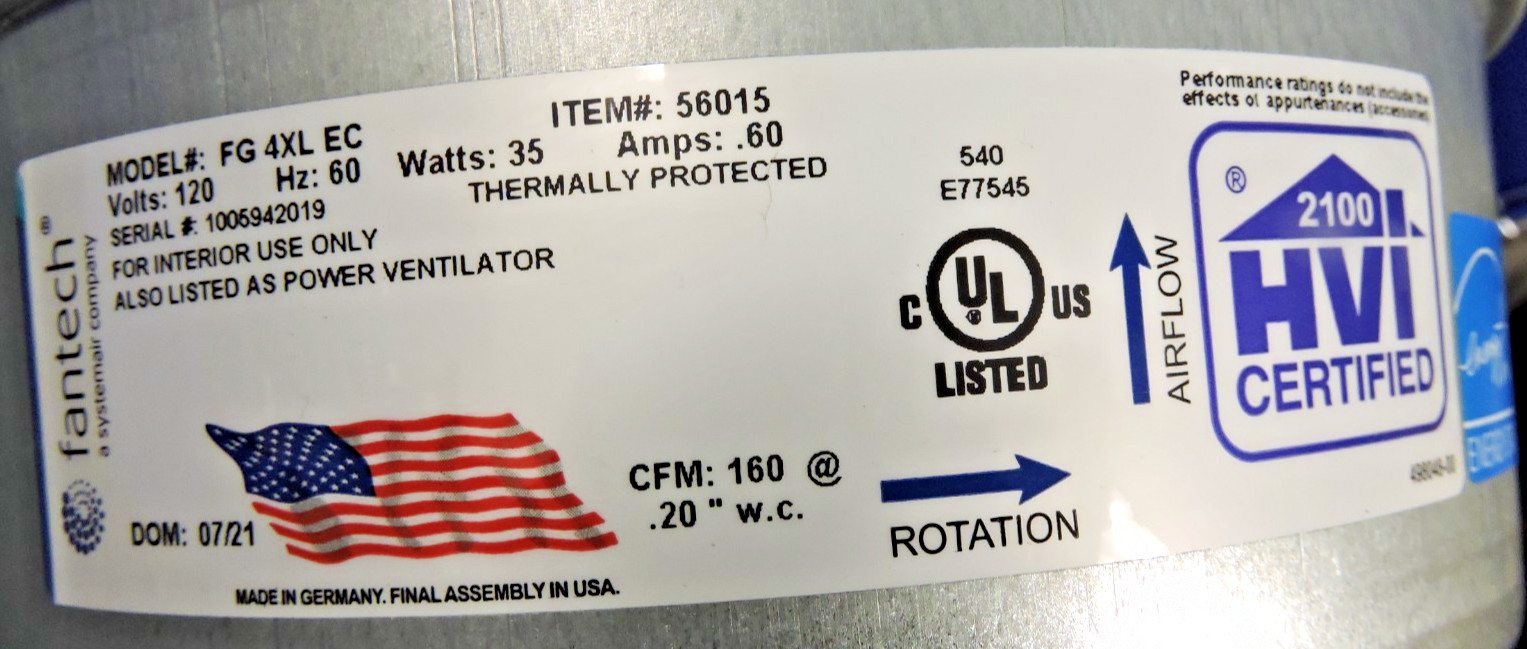 fantech®
a systemair company
ITEM#: 56015
MODEL#: FG 4XL EC
Volts: 120 Hz: 60 Watts: 35 Amps: .60
SERIAL #: 1005942019
THERMALLY PROTECTED
FOR INTERIOR USE ONLY
ALSO LISTED AS POWER VENTILATOR
540
E77545
C UL US
LISTED
AIRFLOW
Performance ratings do not include the
effects of appurtenances (accessories)
®
2100
HVI
CERTIFIED
DOM: 07/21
CFM: 160 @
.20 " w.c.
ROTATION
MADE IN GERMANY. FINAL ASSEMBLY IN USA.